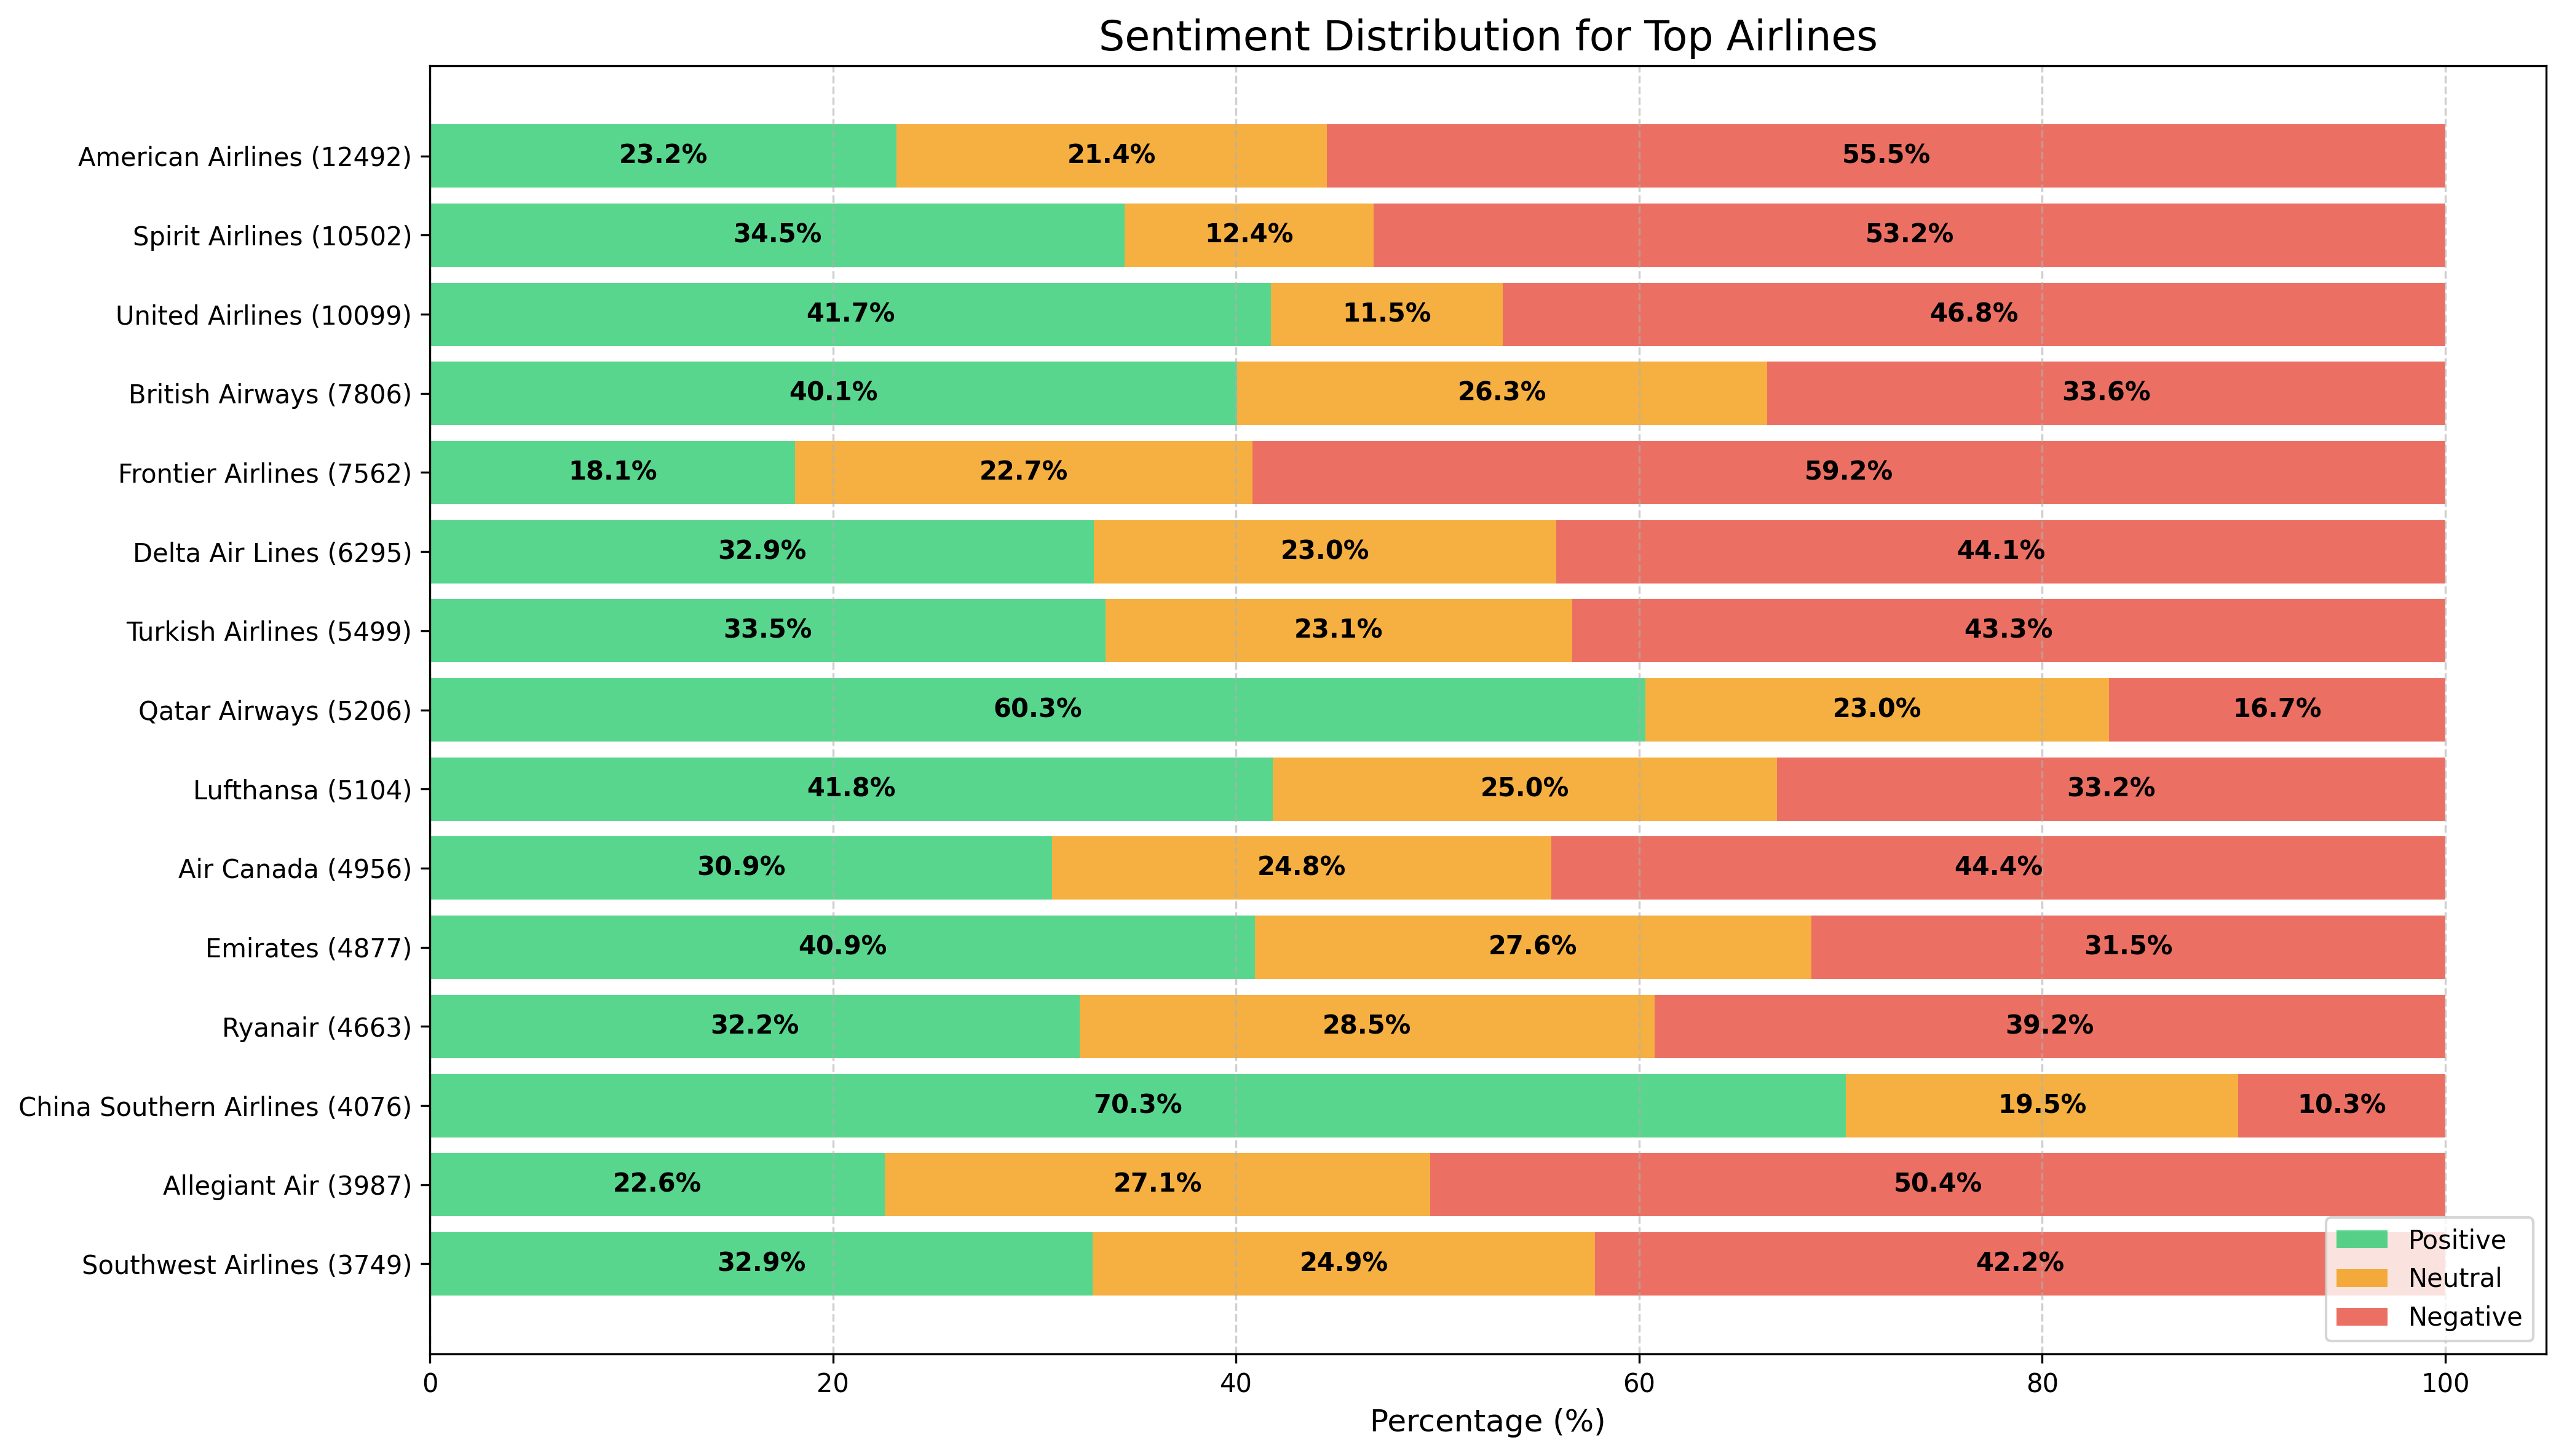 Sentiment Distribution for Top Airlines
American Airlines (12492) 23.2% 21.4% 55.5%
Spirit Airlines (10502) 34.5% 12.4% 53.2%
United Airlines (10099) 41.7% 11.5% 46.8%
British Airways (7806) 40.1% 26.3% 33.6%
Frontier Airlines (7562) 18.1% 22.7% 59.2%
Delta Air Lines (6295) 32.9% 23.0% 44.1%
Turkish Airlines (5499) 33.5% 23.1% 43.3%
Qatar Airways (5206) 60.3% 23.0% 16.7%
Lufthansa (5104) 41.8% 25.0% 33.2%
Air Canada (4956) 30.9% 24.8% 44.4%
Emirates (4877) 40.9% 27.6% 31.5%
Ryanair (4663) 32.2% 28.5% 39.2%
China Southern Airlines (4076) 70.3% 19.5% 10.3%
Allegiant Air (3987) 22.6% 27.1% 50.4%
Southwest Airlines (3749) 32.9% 24.9% 42.2%
Positive
Neutral
Negative
0 20 40 60 80 100
Percentage (%)